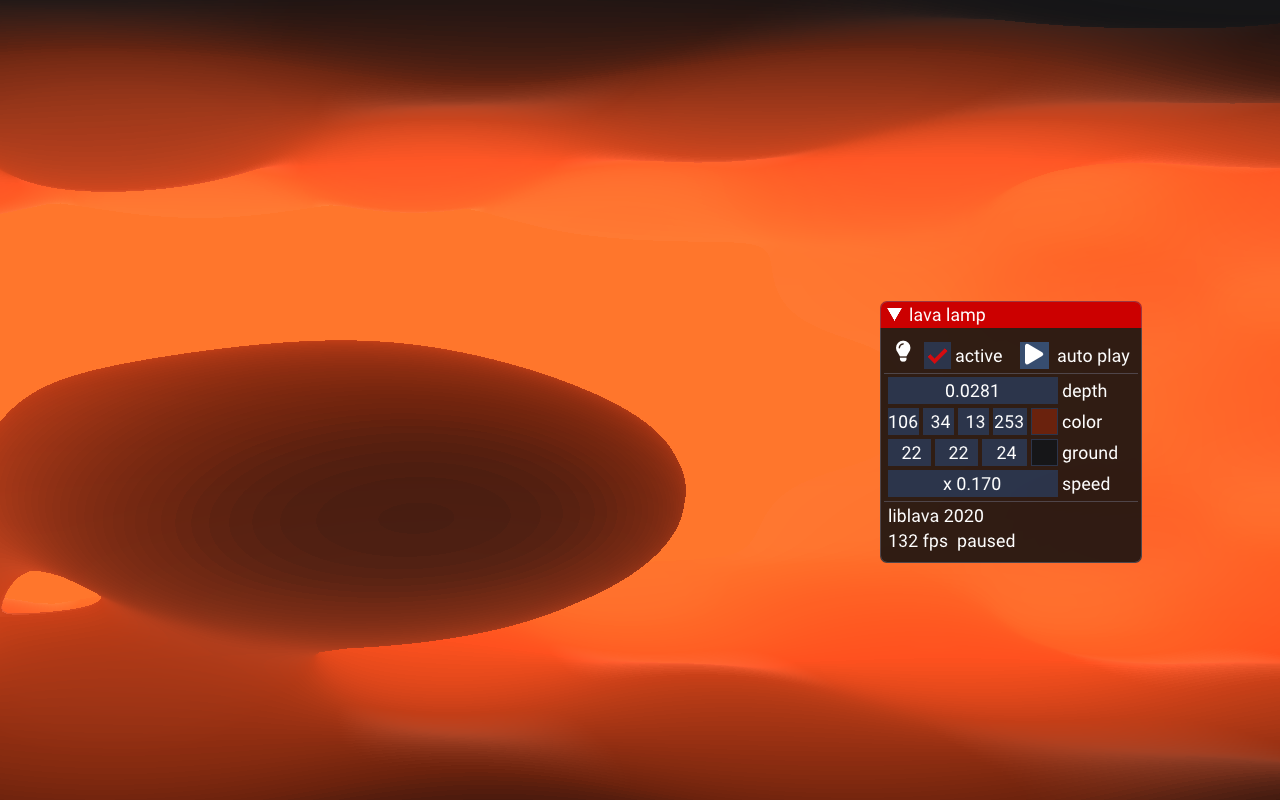 lava lamp
active auto play
0.0281 depth
106 34 13 253 color
22 22 24 ground
x 0.170 speed
liblava 2020
132 fps paused